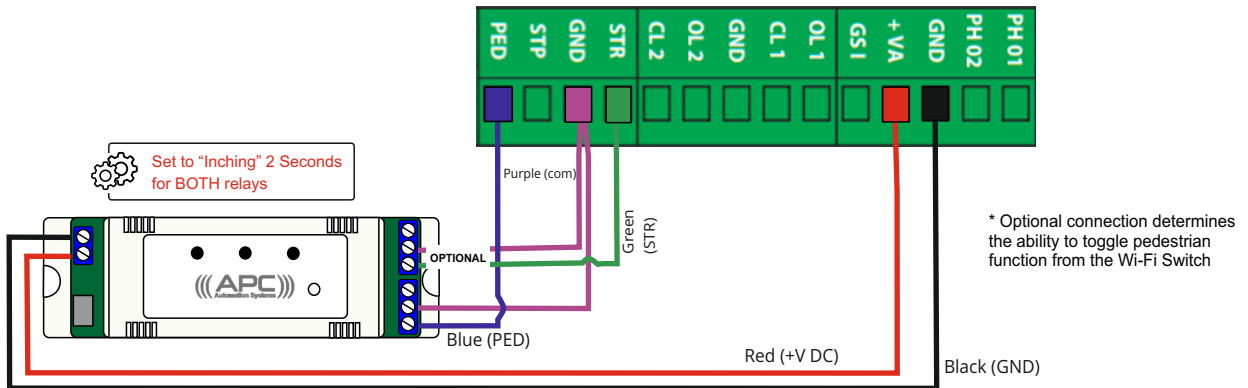 PED STP GND STR CL 2 OL 2 GND CL 1 OL 1 GS I + VA GND PH 02 PH 01
Set to “Inching” 2 Seconds
for BOTH relays
Purple (com)
Green
(STR)
OPTIONAL
(((APC)))
Automation Systems
Blue (PED)
Red (+V DC)
Black (GND)
* Optional connection determines
the ability to toggle pedestrian
function from the Wi-Fi Switch